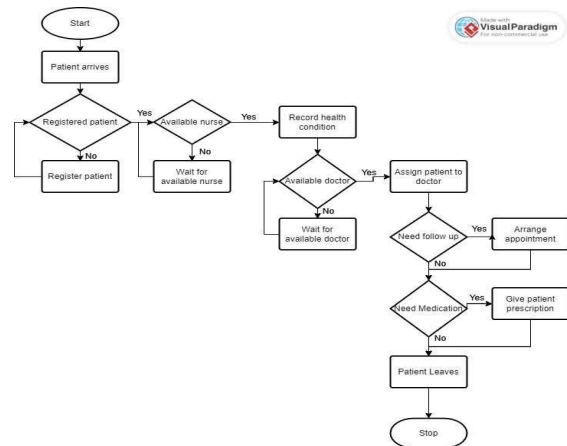 Start
Made with
VisualParadigm
For non-commercial use
Patient arrives
Registered patient
Yes
Available nurse
Yes
Record health
condition
No
No
Register patient
Wait for
available nurse
Available doctor
Yes
Assign patient to
doctor
No
Wait for
available doctor
Need follow up
Yes
Arrange
appointment
No
Need Medication
Yes
Give patient
prescription
No
Patient Leaves
Stop